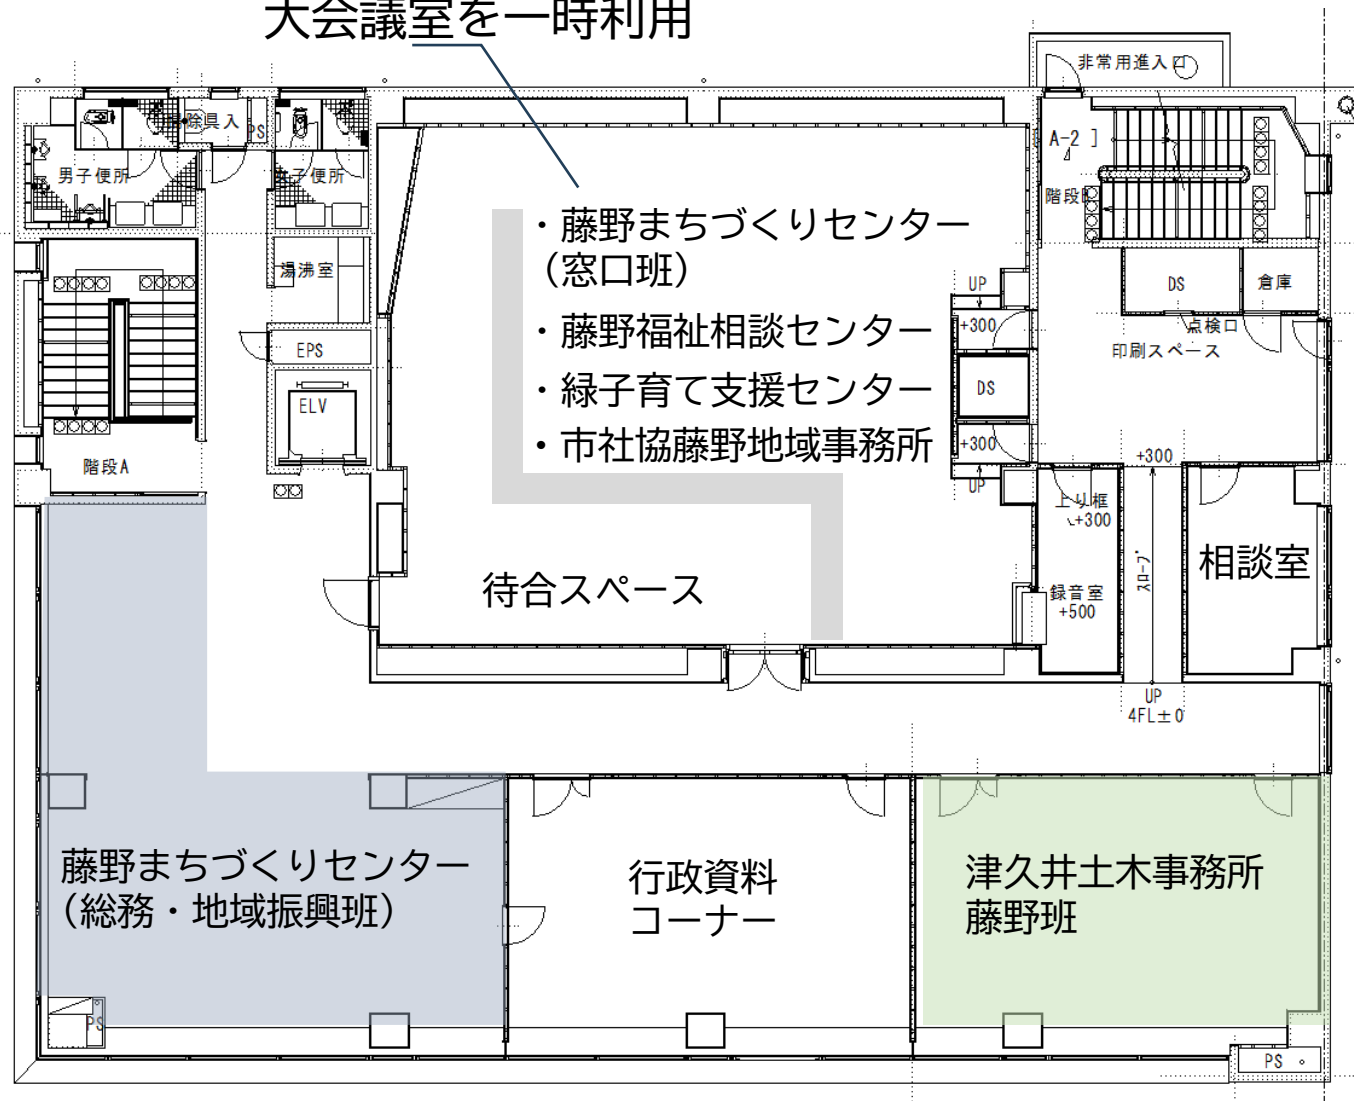 大会議室を一時利用
非常用進入口
掃除具入
PS
A-2 ]
男子便所
女子便所
階段B
・藤野まちづくりセンター
（窓口班）
湯沸室
UP
DS
倉庫
・藤野福祉相談センター
+300
点検口
EPS
印刷スペース
・緑子育て支援センター
DS
ELV
・市社協藤野地域事務所
+300
階段A
+300
UP
上り框
+300
相談室
スロープ
待合スペース
録音室
+500
UP
4FL±0
藤野まちづくりセンター
（総務・地域振興班）
行政資料
コーナー
津久井土木事務所
藤野班
PS
PS